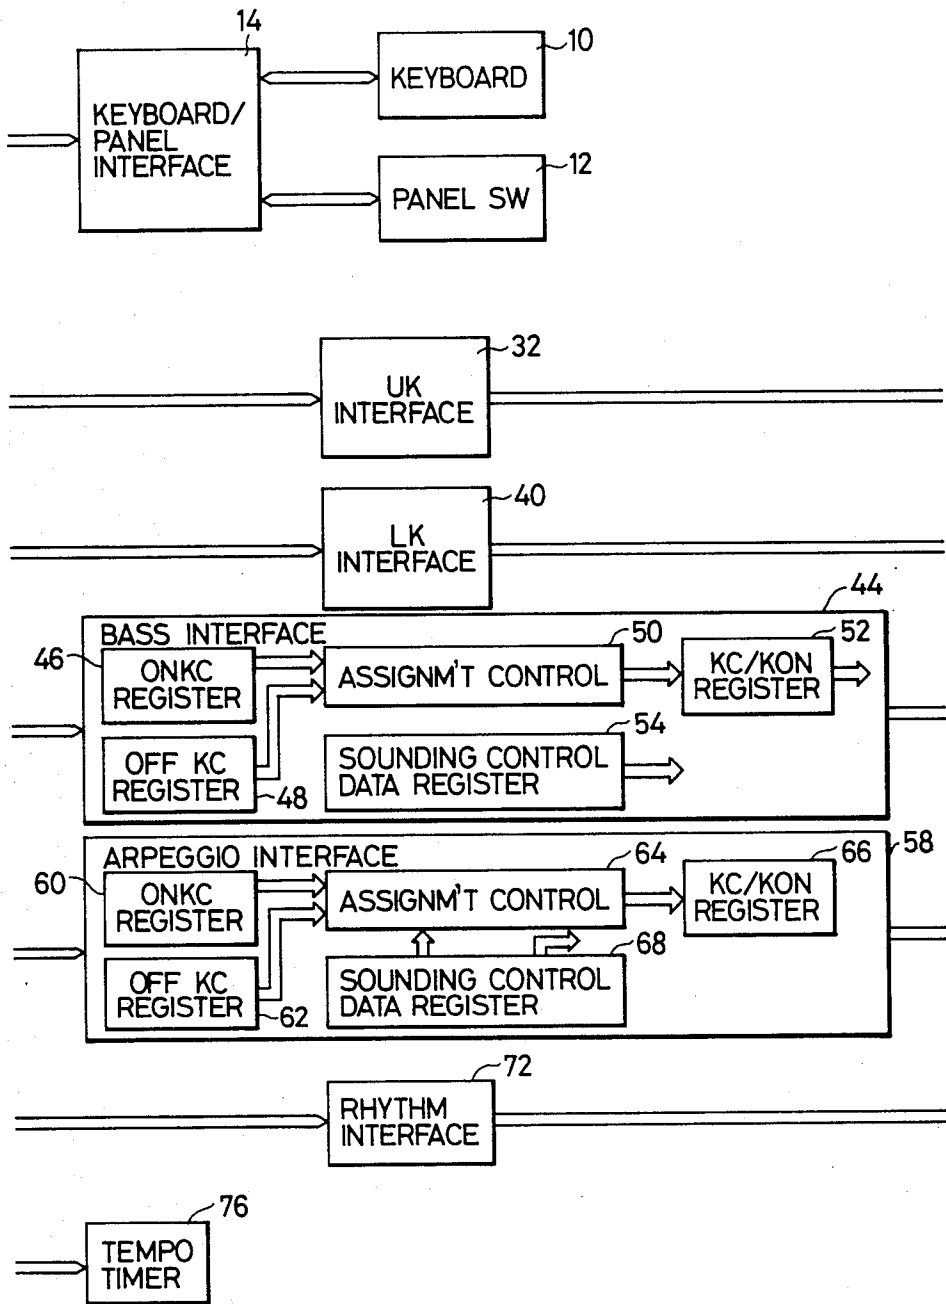 14
KEYBOARD/
PANEL
INTERFACE
10
KEYBOARD
12
PANEL SW
32
UK
INTERFACE
40
LK
INTERFACE
44
BASS INTERFACE
46
ONKC
REGISTER
OFF KC
REGISTER
48
50
ASSIGNM'T CONTROL
52
KC/KON
REGISTER
54
SOUNDING CONTROL
DATA REGISTER
58
ARPEGGIO INTERFACE
60
ONKC
REGISTER
OFF KC
REGISTER
62
64
ASSIGNM'T CONTROL
66
KC/KON
REGISTER
68
SOUNDING CONTROL
DATA REGISTER
72
RHYTHM
INTERFACE
76
TEMPO
TIMER